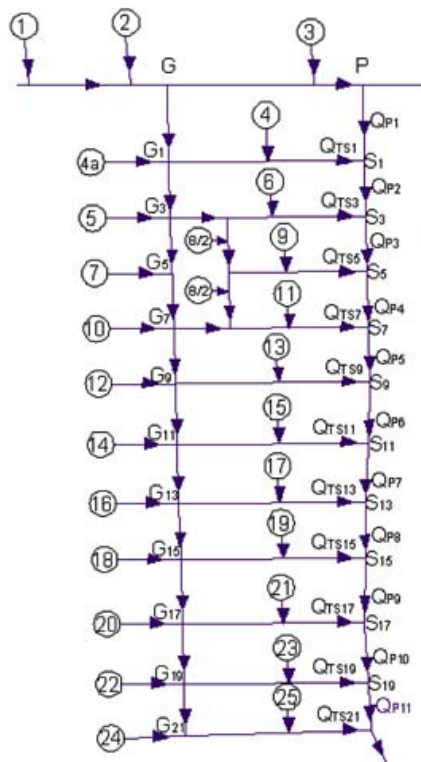 1 2 3
G P
QP1
4
4a G1 QTS1 S1
6 QP2
5 G3 QTS3 S3
8/2 9 QP3
7 G5 QTS5 S5
8/2 11 QP4
10 G7 QTS7 S7
13 QP5
12 G9 QTS9 S9
15 QP6
14 G11 QTS11 S11
17 QP7
16 G13 QTS13 S13
19 QP8
18 G15 QTS15 S15
21 QP9
20 G17 QTS17 S17
23 QP10
22 G19 QTS19 S19
25 QP11
24 G21 QTS21